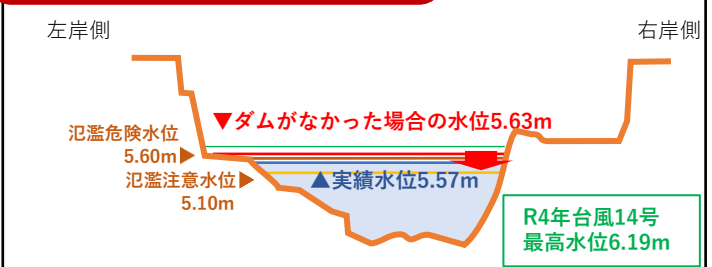 左岸側
右岸側
▼ダムがなかった場合の水位5.63m
氾濫危険水位
5.60m▶
氾濫注意水位▶
5.10m
▲実績水位5.57m
R4年台風14号
最高水位6.19m